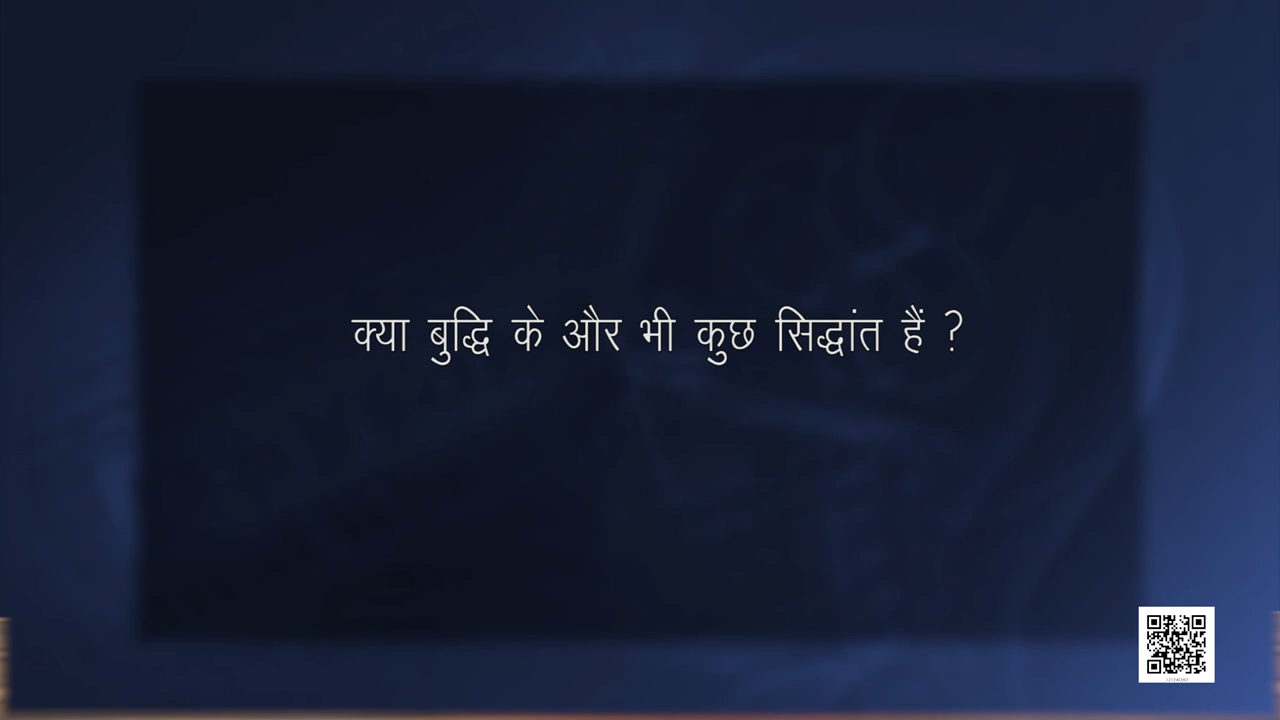 क्या बुद्धि के और भी कुछ सिद्धांत हैं ?